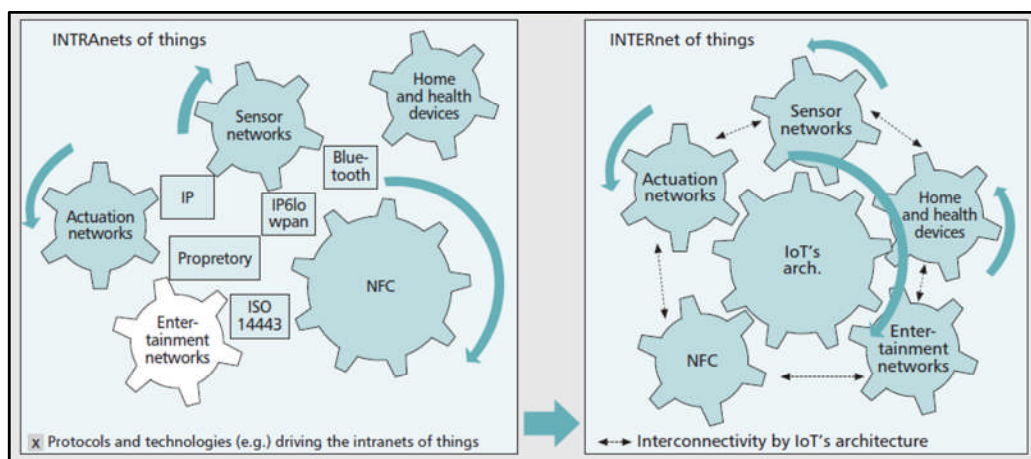 INTRAnets of things
Sensor
networks
Home
and health
devices
Blue-
tooth
IP
IP6lo
wpan
Actuation
networks
Propretory
NFC
ISO
14443
Enter-
tainment
networks
X Protocols and technologies (e.g.) driving the intranets of things
INTERnet of things
Sensor
networks
Actuation
networks
Home
and health
devices
IoT's
arch.
NFC
Enter-
tainment
networks
Interconnectivity by IoT's architecture